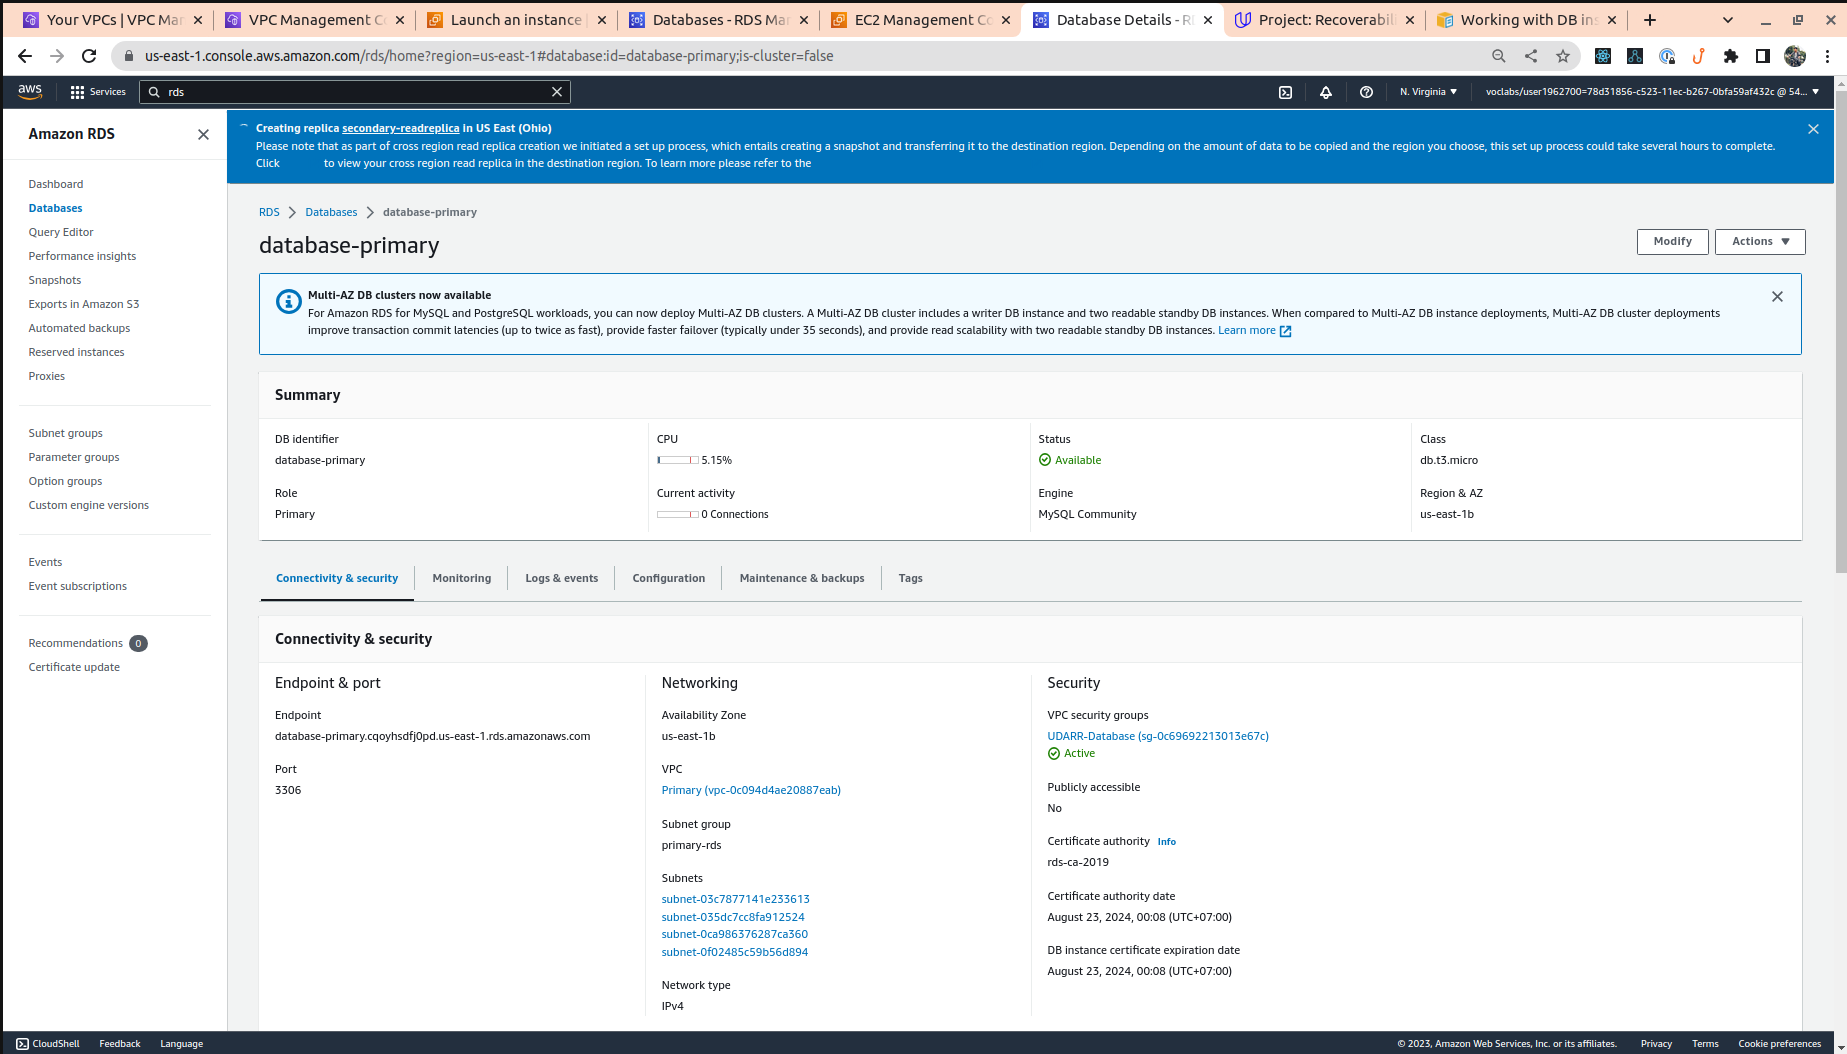 Your VPCs | VPC Ma
VPC Management C
Launch an instance
Databases - RDS Ma
EC2 Management Co
Database Details - R
Project: Recoverabil
Working with DB ins
us-east-1.console.aws.amazon.com/rds/home?region=us-east-1#database:id=database-primary;is-cluster=false
aws
Services
rds
N. Virginia
voclabs/user1962700=78d31856-c523-11ec-b267-0bfa59af432c @ 54...
Amazon RDS
Dashboard
Databases
Query Editor
Performance insights
Snapshots
Exports in Amazon S3
Automated backups
Reserved instances
Proxies
Subnet groups
Parameter groups
Option groups
Custom engine versions
Events
Event subscriptions
Recommendations 0
Certificate update
Creating replica secondary-readreplica in US East (Ohio)
Please note that as part of cross region read replica creation we initiated a set up process, which entails creating a snapshot and transferring it to the destination region. Depending on the amount of data to be copied and the region you choose, this set up process could take several hours to complete.
Click to view your cross region read replica in the destination region. To learn more please refer to the
RDS
Databases
database-primary
database-primary
Modify
Actions
Multi-AZ DB clusters now available
For Amazon RDS for MySQL and PostgreSQL workloads, you can now deploy Multi-AZ DB clusters. A Multi-AZ DB cluster includes a writer DB instance and two readable standby DB instances. When compared to Multi-AZ DB instance deployments, Multi-AZ DB cluster deployments
improve transaction commit latencies (up to twice as fast), provide faster failover (typically under 35 seconds), and provide read scalability with two readable standby DB instances. Learn more
Summary
DB identifier
database-primary
Role
Primary
CPU
5.15%
Current activity
0 Connections
Status
Available
Engine
MySQL Community
Class
db.t3.micro
Region & AZ
us-east-1b
Connectivity & security
Monitoring
Logs & events
Configuration
Maintenance & backups
Tags
Connectivity & security
Endpoint & port
Endpoint
database-primary.cqoyhsdfj0pd.us-east-1.rds.amazonaws.com
Port
3306
Networking
Availability Zone
us-east-1b
VPC
Primary (vpc-0c094d4ae20887eab)
Subnet group
primary-rds
Subnets
subnet-03c7877141e233613
subnet-035dc7cc8fa912524
subnet-0ca986376287ca360
subnet-0f02485c59b56d894
Network type
IPv4
Security
VPC security groups
UDARR-Database (sg-0c69692213013e67c)
Active
Publicly accessible
No
Certificate authority Info
rds-ca-2019
Certificate authority date
August 23, 2024, 00:08 (UTC+07:00)
DB instance certificate expiration date
August 23, 2024, 00:08 (UTC+07:00)
CloudShell
Feedback
Language
© 2023, Amazon Web Services, Inc. or its affiliates.
Privacy
Terms
Cookie preferences